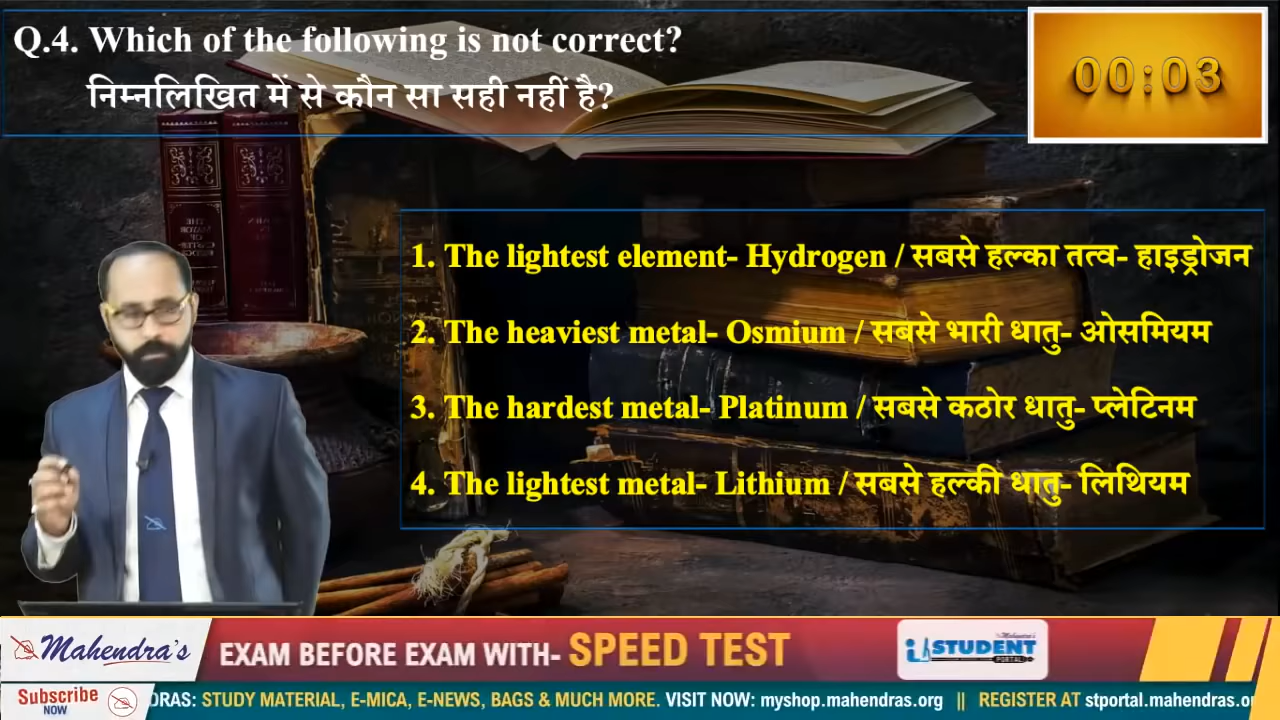 Q.4. Which of the following is not correct?
निम्नलिखित में से कौन सा सही नहीं है?
00:03
1. The lightest element- Hydrogen / सबसे हल्का तत्व- हाइड्रोजन
2. The heaviest metal- Osmium / सबसे भारी धातु- ओसमियम
3. The hardest metal- Platinum / सबसे कठोर धातु- प्लेटिनम
4. The lightest metal- Lithium / सबसे हल्की धातु- लिथियम
Mahendra's
EXAM BEFORE EXAM WITH- SPEED TEST
STUDENT
PORTAL
Subscribe
NOW
DRAS: STUDY MATERIAL, E-MICA, E-NEWS, BAGS & MUCH MORE. VISIT NOW: myshop.mahendras.org || REGISTER AT stportal.mahendras.o